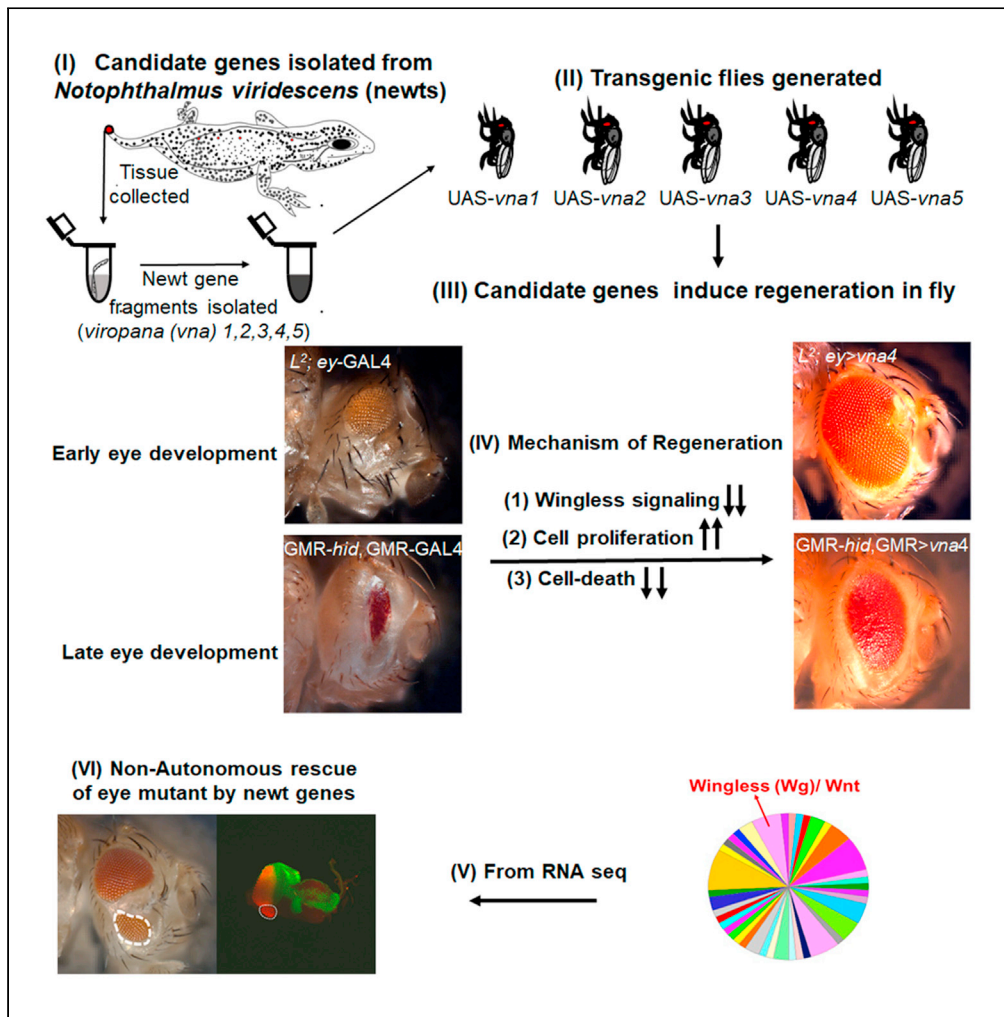 (I) Candidate genes isolated from
Notophthalmus viridescens (newts)
Tissue
collected
Newt gene
fragments isolated
(viropana (vna) 1,2,3,4,5)
(II) Transgenic flies generated
UAS-vna1
UAS-vna2
UAS-vna3
UAS-vna4
UAS-vna5
(III) Candidate genes induce regeneration in fly
Early eye development
L²; ey-GAL4
(IV) Mechanism of Regeneration
L²; ey>vna4
(1) Wingless signaling ↓↓
(2) Cell proliferation ↑↑
(3) Cell-death ↓↓
Late eye development
GMR-hid,GMR-GAL4
GMR-hid,GMR>vna4
(VI) Non-Autonomous rescue
of eye mutant by newt genes
(V) From RNA seq
Wingless (Wg)/ Wnt